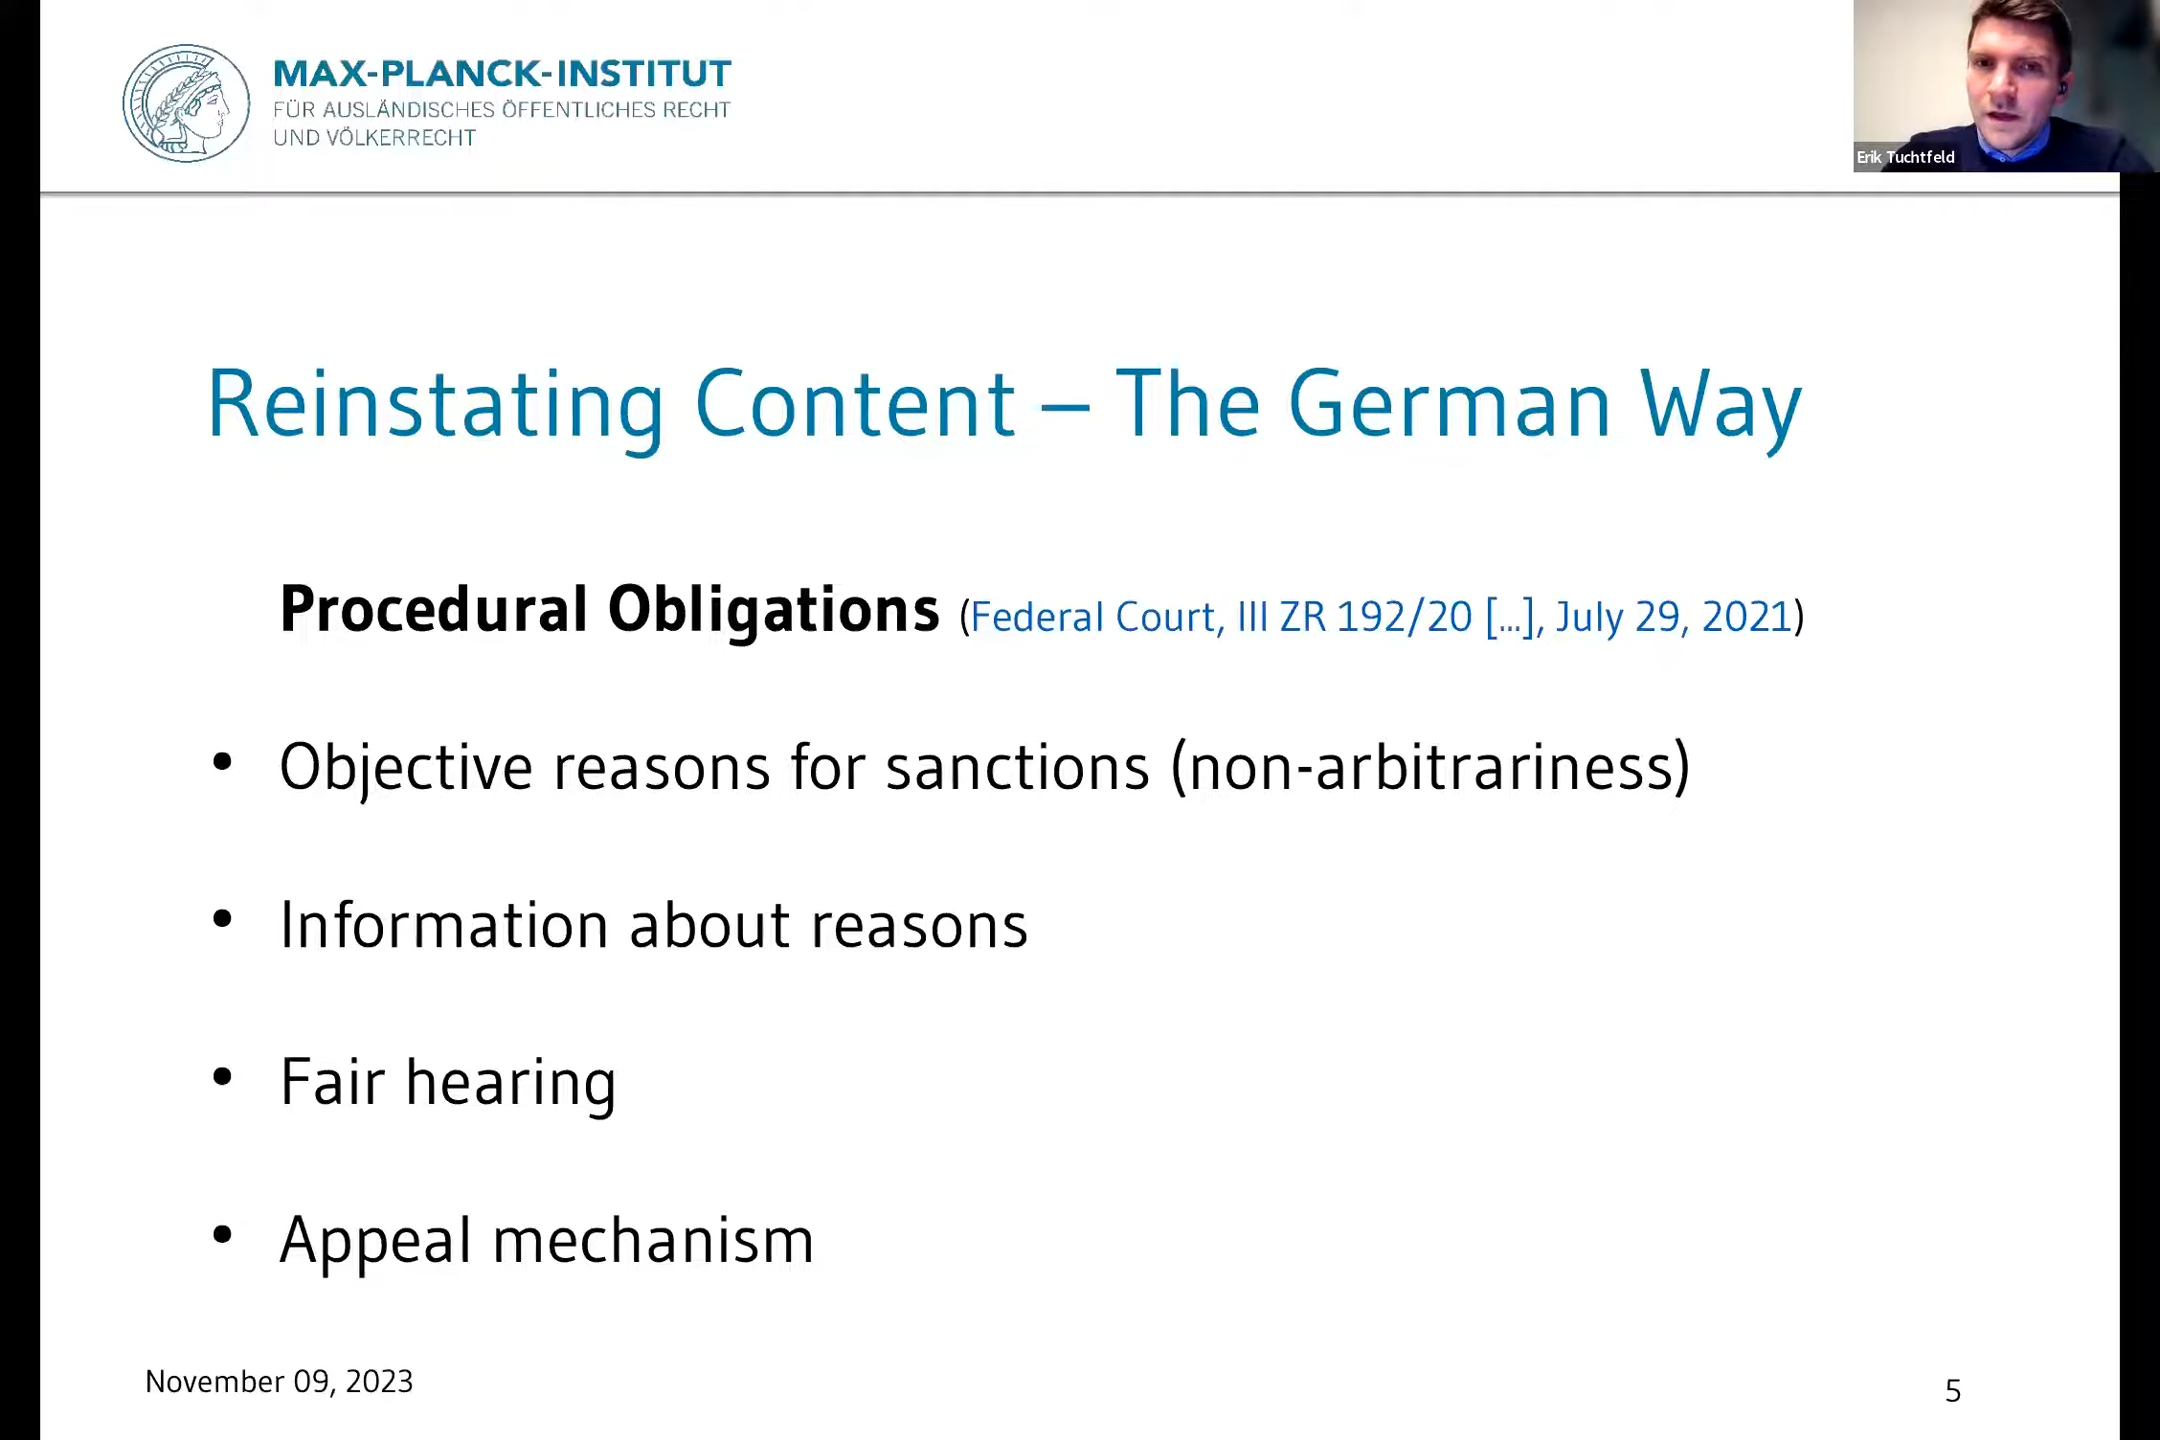 MAX-PLANCK-INSTITUT
FÜR AUSLÄNDISCHES ÖFFENTLICHES RECHT
UND VÖLKERRECHT
Erik Tuchtfeld
Reinstating Content – The German Way
Procedural Obligations (Federal Court, III ZR 192/20 [...], July 29, 2021)
• Objective reasons for sanctions (non-arbitrariness)
• Information about reasons
• Fair hearing
• Appeal mechanism
November 09, 2023
5